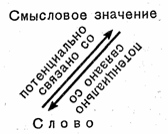 Смысловое значение
потенциально
связано со
потенциально
связано со
Слово